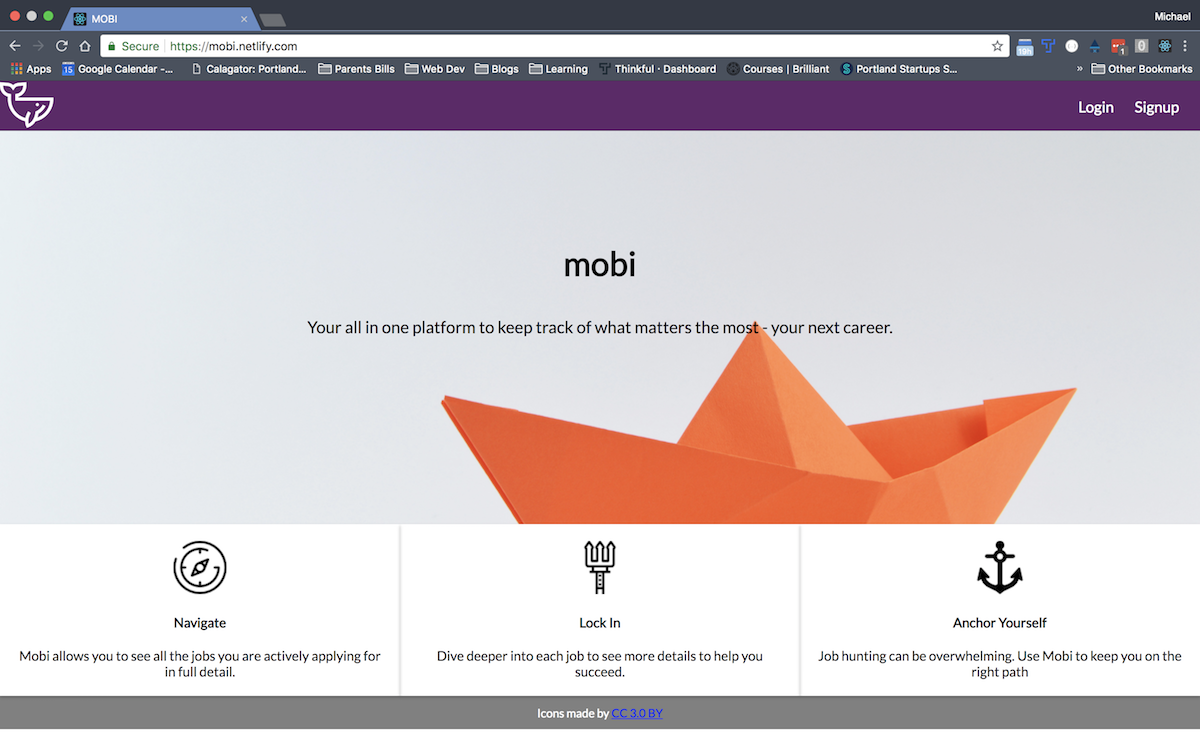 MOBI
Michael
Secure https://mobi.netlify.com
19h
1
0
Apps 15 Google Calendar -... Calagator: Portland... Parents Bills Web Dev Blogs Learning Thinkful · Dashboard Courses | Brilliant S Portland Startups S... » Other Bookmarks
Login Signup
mobi
Your all in one platform to keep track of what matters the most - your next career.
Navigate
Mobi allows you to see all the jobs you are actively applying for
in full detail.
Lock In
Dive deeper into each job to see more details to help you
succeed.
Anchor Yourself
Job hunting can be overwhelming. Use Mobi to keep you on the
right path
Icons made by CC 3.0 BY